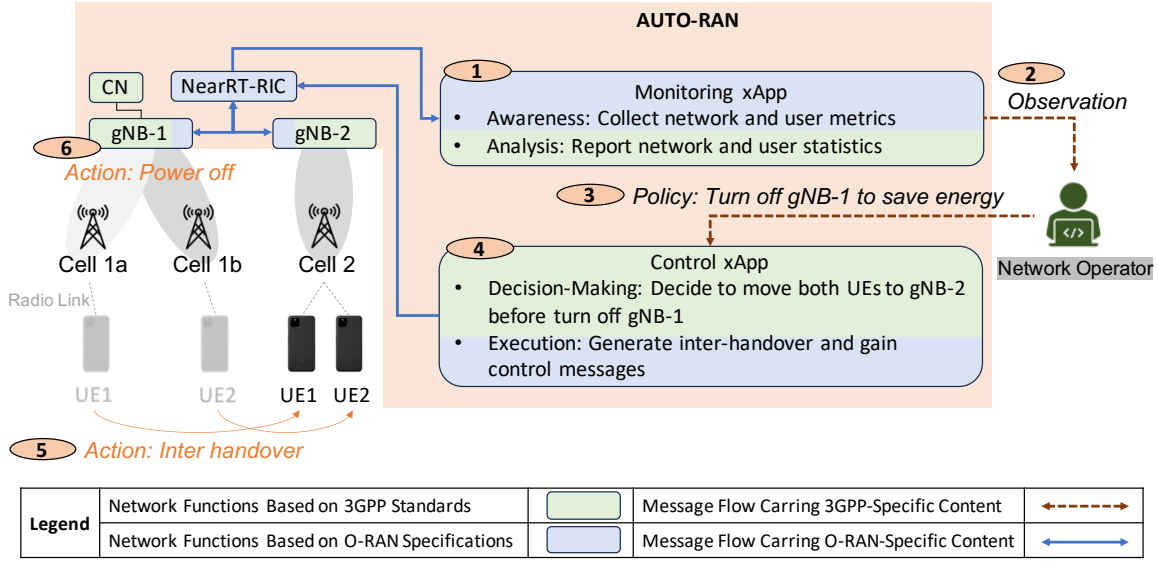 AUTO-RAN
1
2
Monitoring xApp
CN
NearRT-RIC
• Awareness: Collect network and user metrics
• Analysis: Report network and user statistics
Observation
gNB-1
gNB-2
6
Action: Power off
3
Policy: Turn off gNB-1 to save energy
4
Control xApp
• Decision-Making: Decide to move both UEs to gNB-2
before turn off gNB-1
• Execution: Generate inter-handover and gain
control messages
</>
Network Operator
Cell 1a
Cell 1b
Cell 2
Radio Link
UE1
UE2
UE1
UE2
5
Action: Inter handover
Legend
Network Functions Based on 3GPP Standards
Message Flow Carring 3GPP-Specific Content
Network Functions Based on O-RAN Specifications
Message Flow Carring O-RAN-Specific Content